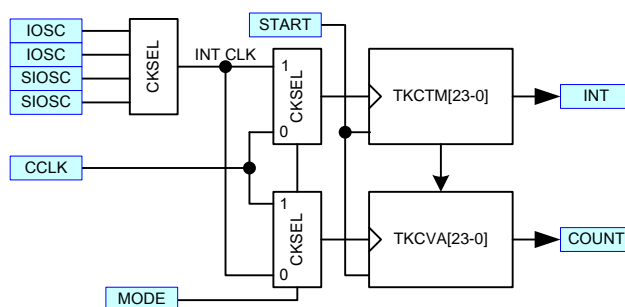 IOSC
START
IOSC
INT CLK
1
SIOSC
CKSEL
CKSEL
TKCTM[23-0]
INT
SIOSC
0
CCLK
1
CKSEL
TKCVA[23-0]
COUNT
0
MODE